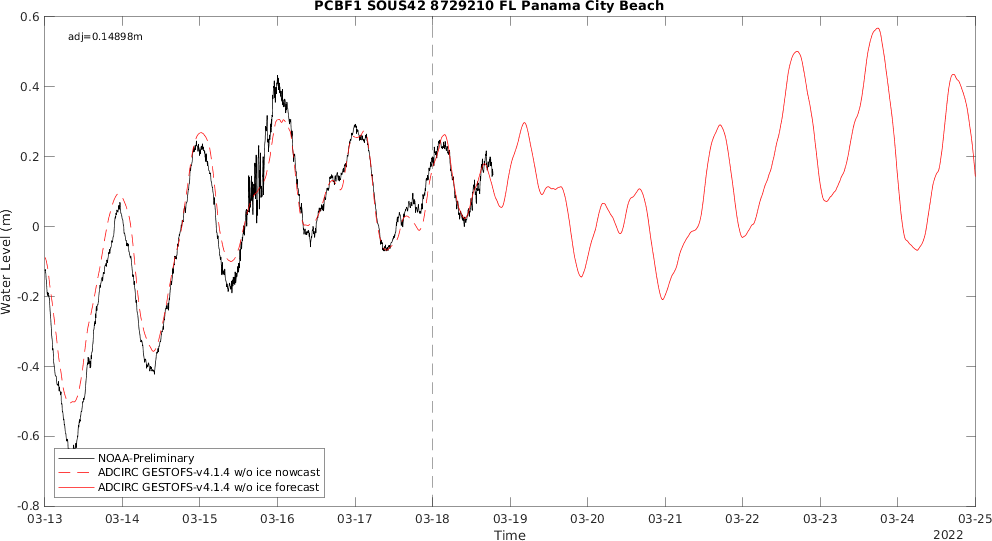 PCBF1 SOUS42 8729210 FL Panama City Beach
adj=0.14898m
0.6
0.4
0.2
0
-0.2
-0.4
-0.6
-0.8
Water Level (m)
NOAA-Preliminary
ADCIRC GESTOFS-v4.1.4 w/o ice nowcast
ADCIRC GESTOFS-v4.1.4 w/o ice forecast
03-13 03-14 03-15 03-16 03-17 03-18 03-19 03-20 03-21 03-22 03-23 03-24 03-25
Time
2022